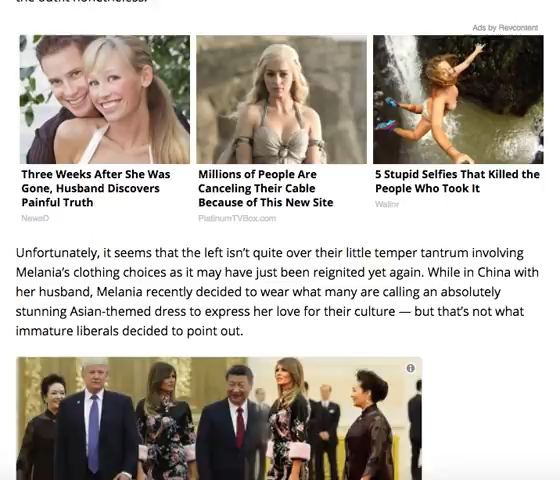 the outfit nonetheless.
Ads by Revcontent
Three Weeks After She Was
Gone, Husband Discovers
Painful Truth
NewsD
Millions of People Are
Canceling Their Cable
Because of This New Site
PlatinumTVBox.com
5 Stupid Selfies That Killed the
People Who Took It
Wallnr
Unfortunately, it seems that the left isn’t quite over their little temper tantrum involving
Melania’s clothing choices as it may have just been reignited yet again. While in China with
her husband, Melania recently decided to wear what many are calling an absolutely
stunning Asian-themed dress to express her love for their culture — but that’s not what
immature liberals decided to point out.